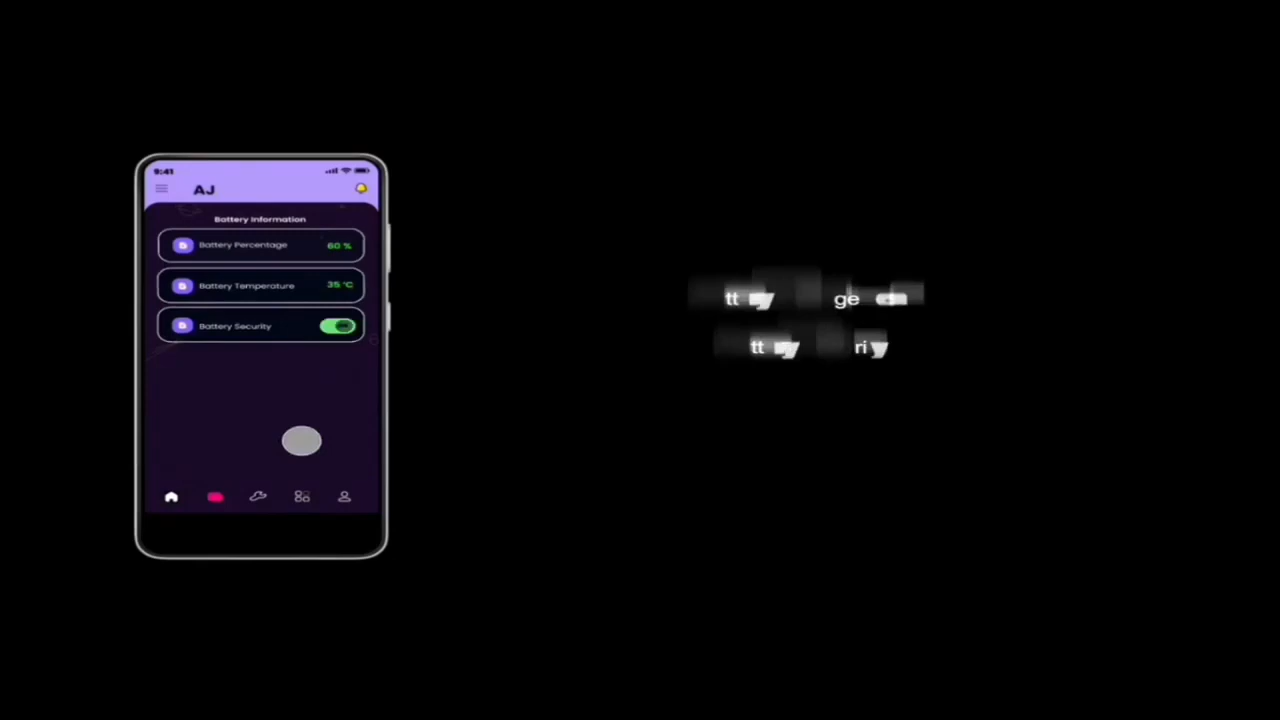 9:41
AJ
Battery Information
Battery Percentage 60 %
Battery Temperature 35 °C
Battery Security